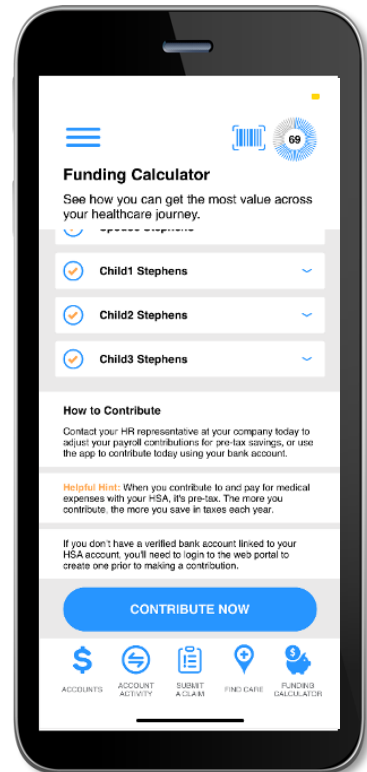 69
Funding Calculator
See how you can get the most value across
your healthcare journey.
Spouse Stephens
Child1 Stephens
Child2 Stephens
Child3 Stephens
How to Contribute
Contact your HR representative at your company today to
adjust your payroll contributions for pre-tax savings, or use
the app to contribute today using your bank account.
Helpful Hint: When you contribute to and pay for medical
expenses with your HSA, it's pre-tax. The more you
contribute, the more you save in taxes each year.
If you don't have a verified bank account linked to your
HSA account, you'll need to login to the web portal to
create one prior to making a contribution.
CONTRIBUTE NOW
ACCOUNTS
ACCOUNT
ACTIVITY
SUBMIT
A CLAIM
FIND CARE
FUNDING
CALCULATOR